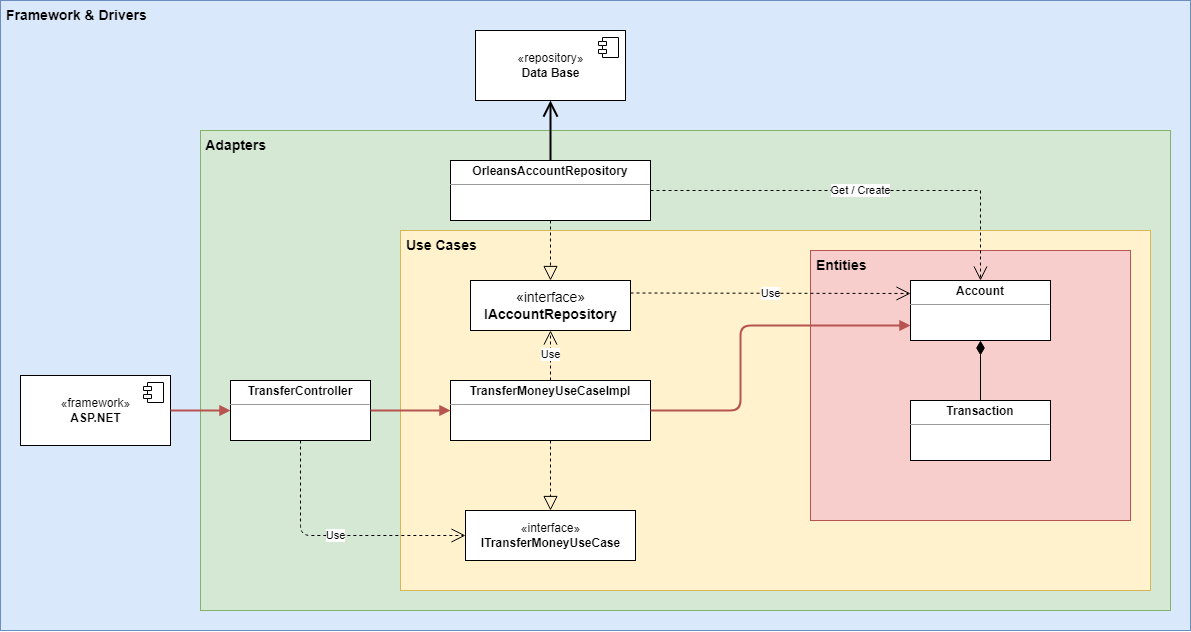 Framework & Drivers
«repository»
Data Base
Adapters
OrleansAccountRepository
Get / Create
Use Cases
Entities
«interface»
IAccountRepository
Use
Account
Use
«framework»
ASP.NET
TransferController
TransferMoneyUseCaseImpl
Transaction
«interface»
ITransferMoneyUseCase
Use